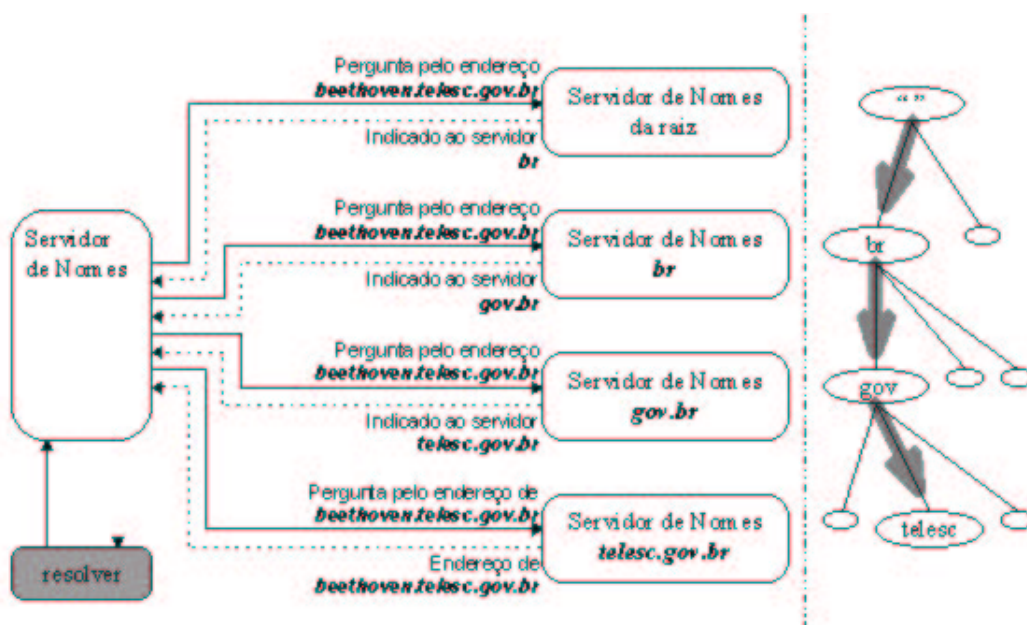 Pergunta pelo endereço
beethoven.telesc.gov.br
Servidor de Nomes
da raiz
Indicado ao servidor
br
Pergunta pelo endereço
beethoven.telesc.gov.br
Servidor de Nomes
br
Indicado ao servidor
gov.br
Pergunta pelo endereço
beethoven.telesc.gov.br
Servidor de Nomes
gov.br
Indicado ao servidor
telesc.gov.br
Pergunta pelo endereço de
beethoven.telesc.gov.br
Servidor de Nomes
telesc.gov.br
Endereço de
beethoven.telesc.gov.br
Servidor
de Nomes
resolver
“ ”
br
gov
telesc